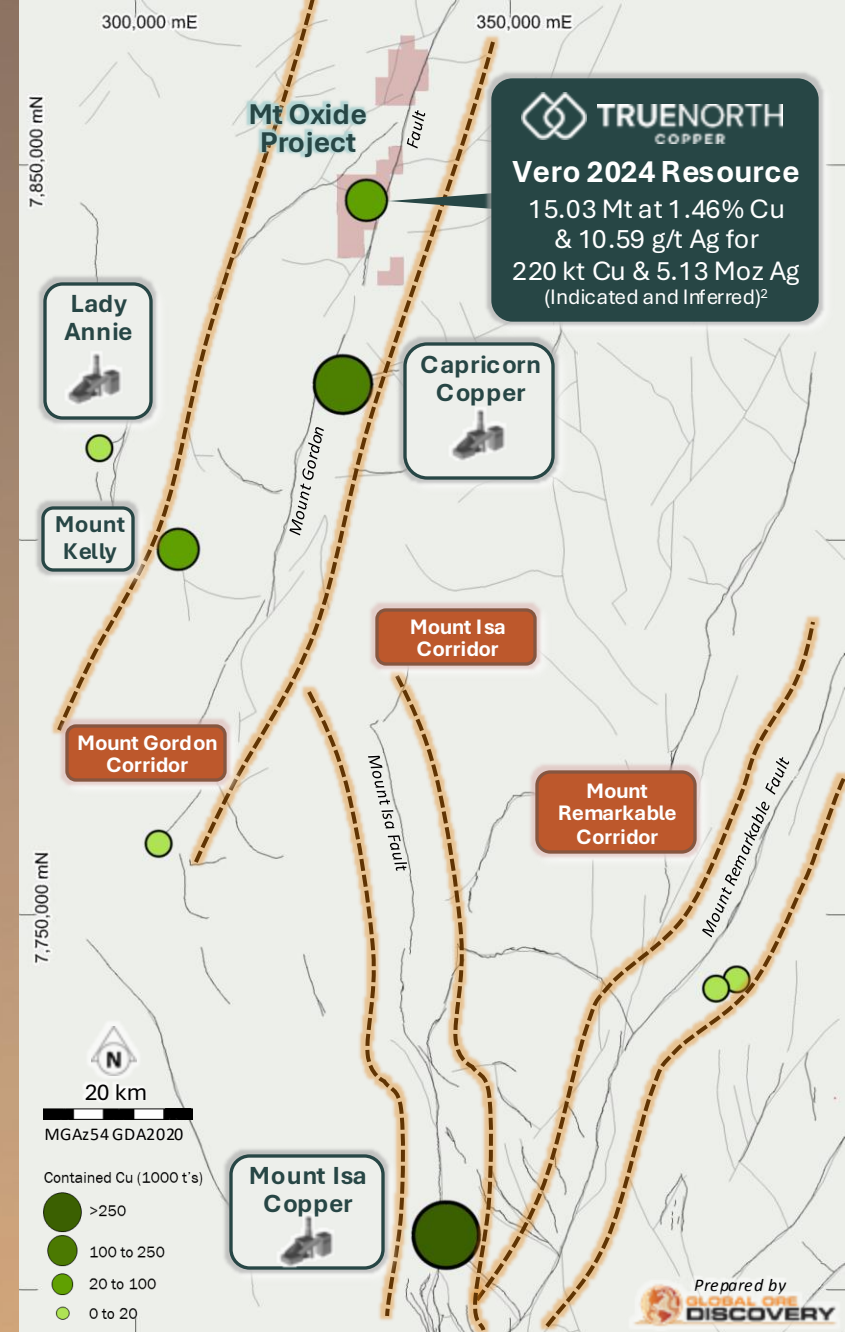 300,000 mE
350,000 mE
7,850,000 mN
Mt Oxide
Project
Fault
TRUENORTH
COPPER
Vero 2024 Resource
15.03 Mt at 1.46% Cu
& 10.59 g/t Ag for
220 kt Cu & 5.13 Moz Ag
(Indicated and Inferred)²
Lady
Annie
Capricorn
Copper
Mount Gordon
Mount
Kelly
Mount Isa
Corridor
Mount Gordon
Corridor
Mount Isa Fault
Mount
Remarkable
Corridor
Mount Remarkable Fault
7,750,000 mN
N
20 km
MGAz54 GDA2020
Contained Cu (1000 t's)
>250
100 to 250
20 to 100
0 to 20
Mount Isa
Copper
Prepared by
GLOBAL ORE
DISCOVERY